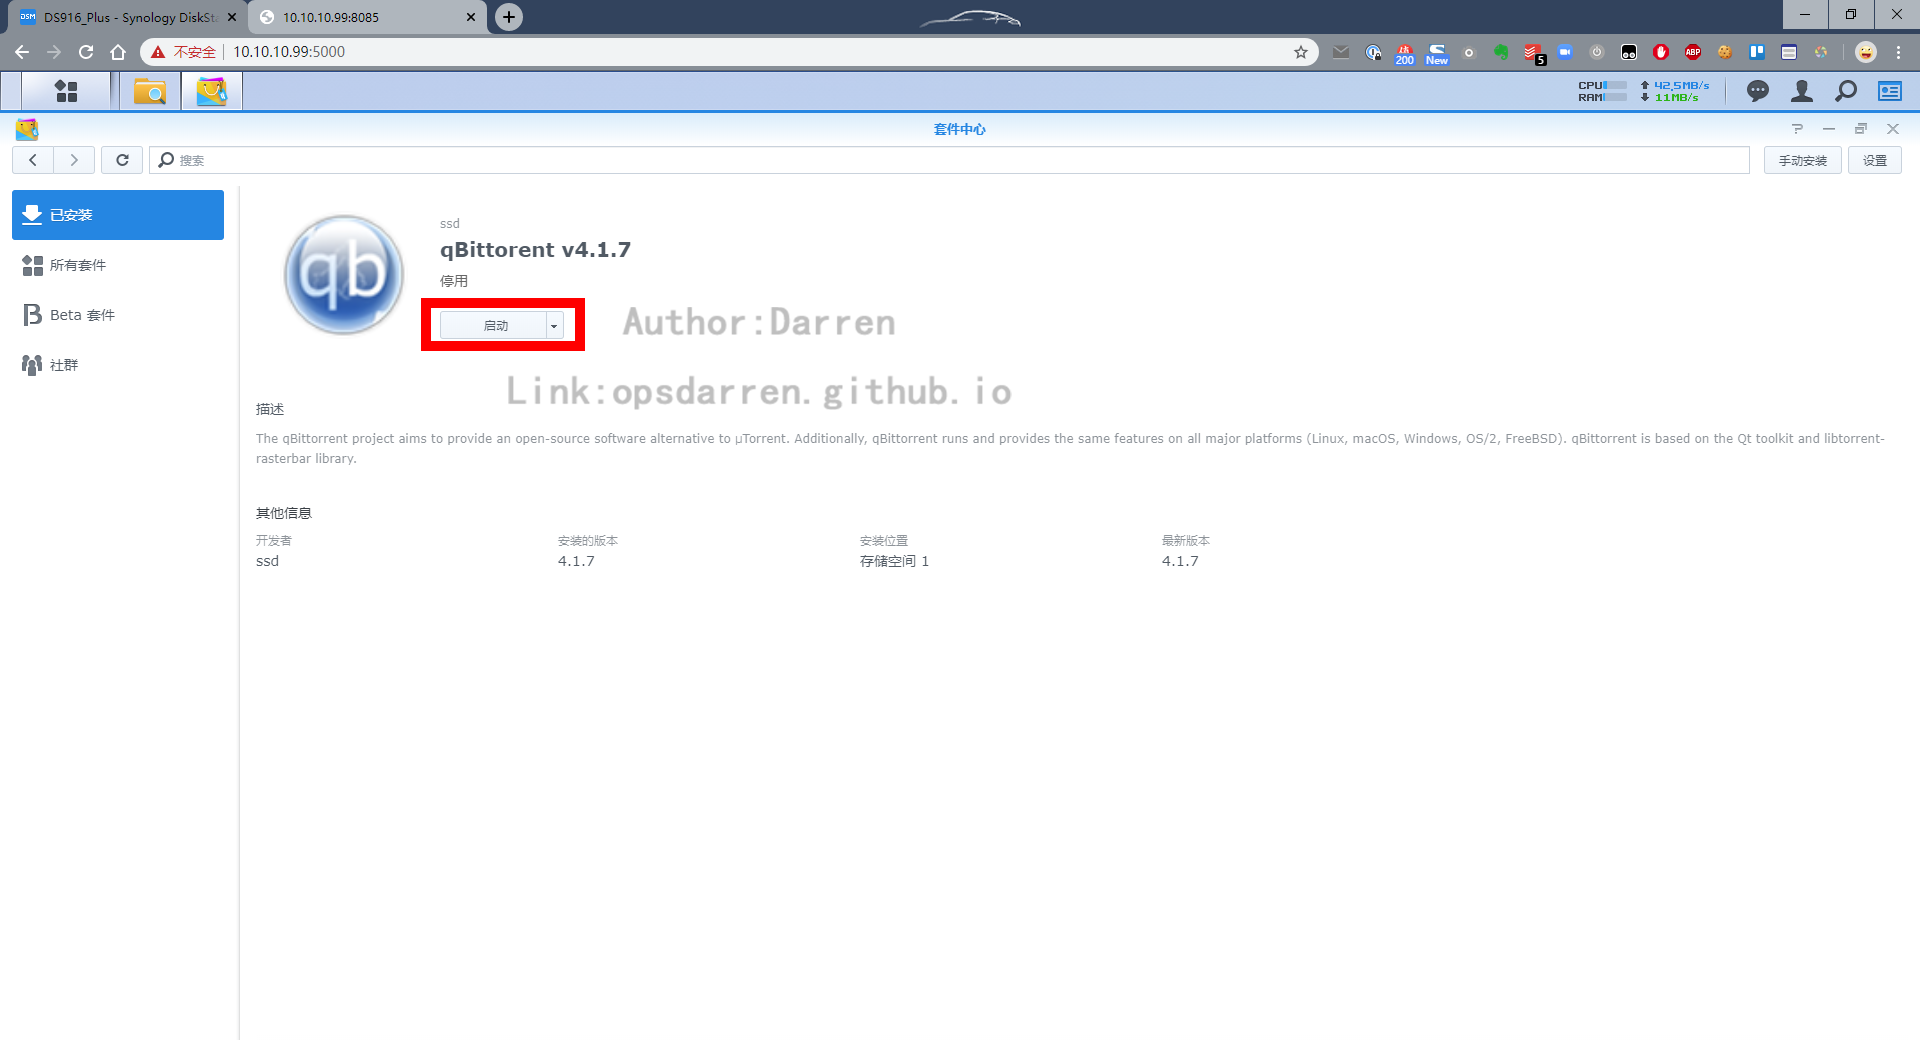 DS916_Plus - Synology DiskSt
10.10.10.99:8085
不安全
10.10.10.99:5000
200
New
5
ABP
CPU
42,5MB/s
RAM
11MB/s
套件中心
搜索
手动安装
设置
已安装
所有套件
Beta 套件
社群
qb
ssd
qBittorent v4.1.7
停用
启动
Author:Darren
Link:opsdarren.github.io
描述
The qBittorrent project aims to provide an open-source software alternative to µTorrent. Additionally, qBittorrent runs and provides the same features on all major platforms (Linux, macOS, Windows, OS/2, FreeBSD). qBittorrent is based on the Qt toolkit and libtorrent-
rasterbar library.
其他信息
开发者
安装的版本
安装位置
最新版本
ssd
4.1.7
存储空间 1
4.1.7